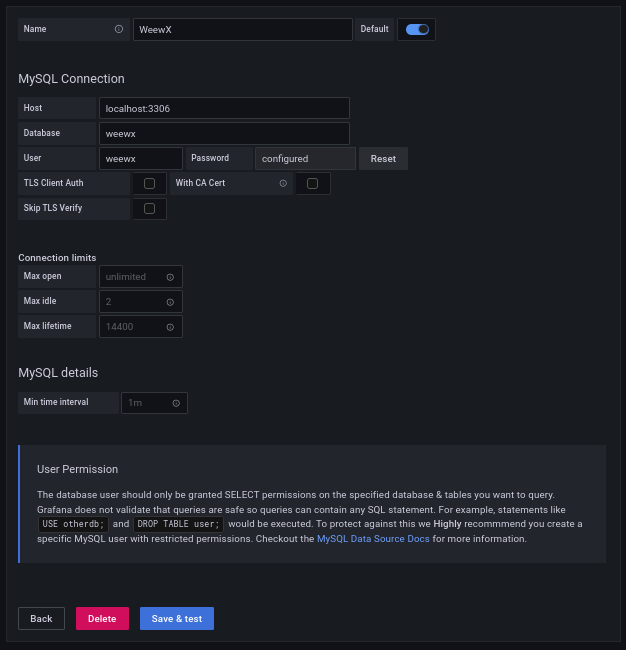 Name WeewX Default
MySQL Connection
Host localhost:3306
Database weewx
User weewx Password configured Reset
TLS Client Auth With CA Cert
Skip TLS Verify
Connection limits
Max open unlimited
Max idle 2
Max lifetime 14400
MySQL details
Min time interval 1m
User Permission
The database user should only be granted SELECT permissions on the specified database & tables you want to query.
Grafana does not validate that queries are safe so queries can contain any SQL statement. For example, statements like
USE otherdb; and DROP TABLE user; would be executed. To protect against this we Highly recommmend you create a
specific MySQL user with restricted permissions. Checkout the MySQL Data Source Docs for more information.
Back Delete Save & test